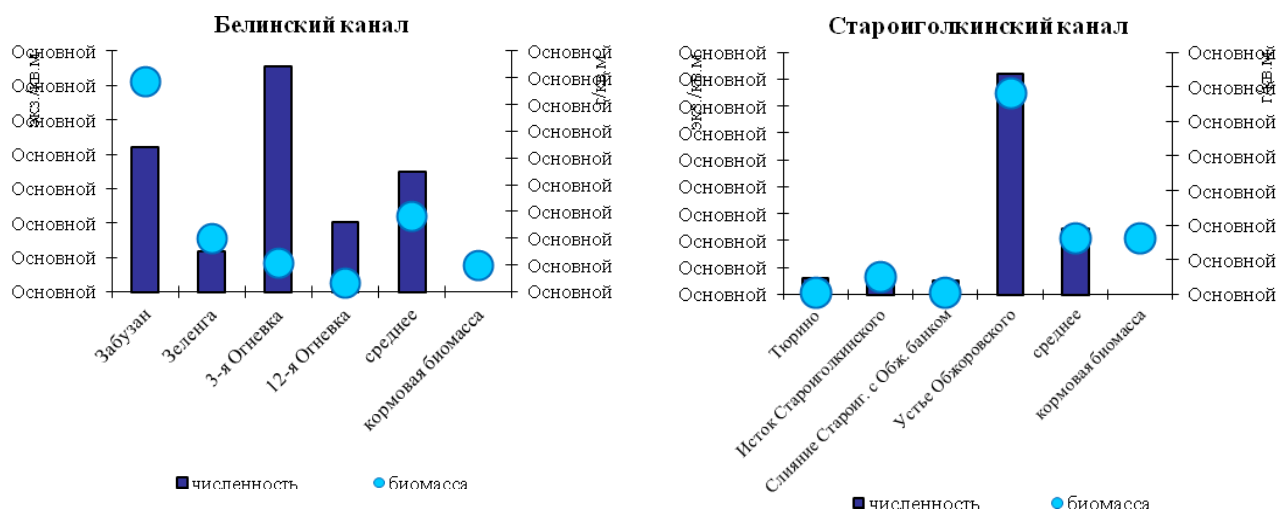 Белинский канал
Основной
Основной
Основной
Основной
Основной
Основной
Основной
Основной
экз./кв.м
Основной
Основной
Основной
Основной
Основной
Основной
Основной
Основной
Основной
Основной
г/кв.м
Забузан
Зеленга
3-я Огневка
12-я Огневка
среднее
кормовая биомасса
численность
биомасса
Староиголкинский канал
Основной
Основной
Основной
Основной
Основной
Основной
Основной
Основной
Основной
Основной
экз./кв.м
Основной
Основной
Основной
Основной
Основной
Основной
Основной
Основной
г/кв.м
Тюрино
Исток Староиголкинского
Слияние Староиг. с Обж. банком
Устье Обжоровского
среднее
кормовая биомасса
численность
биомасса